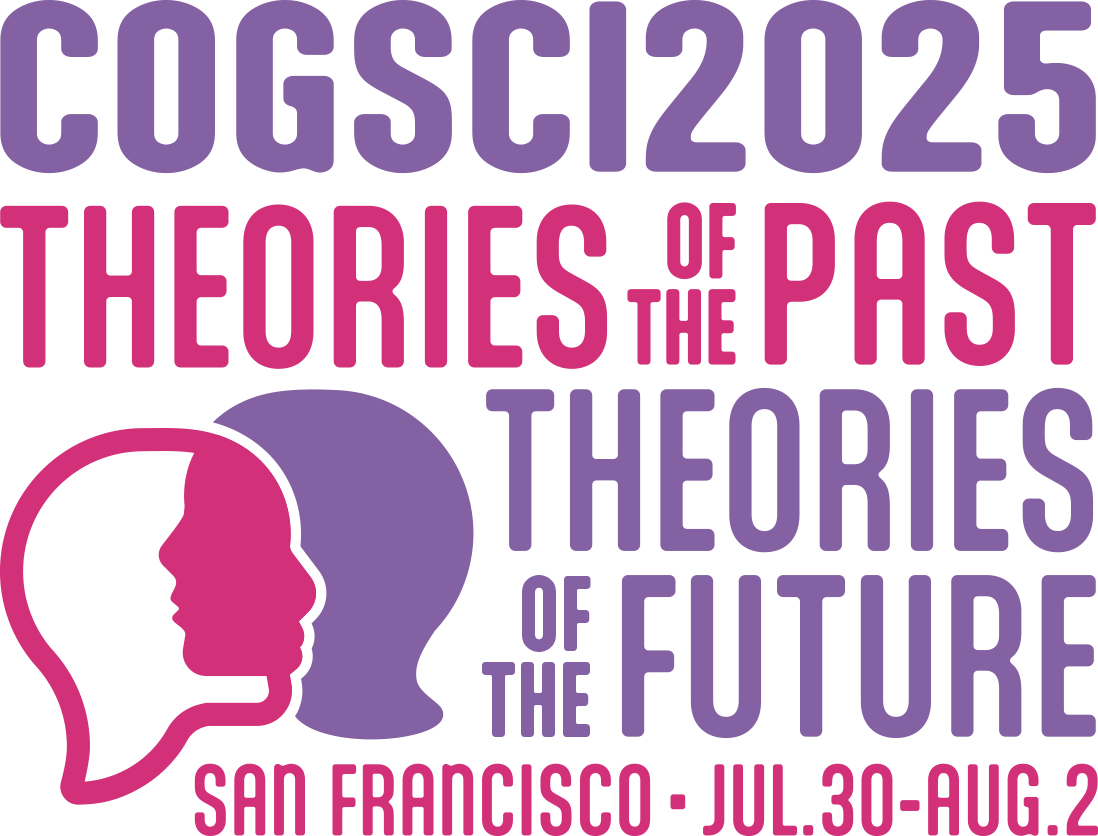 COGSCI2025
THEORIES OF THE PAST
THEORIES
OF THE FUTURE
SAN FRANCISCO · JUL.30-AUG.2